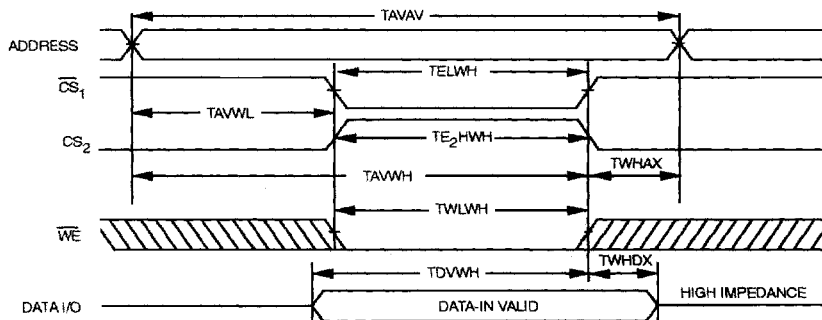 TAVAV
ADDRESS
TELWH
CS1
TAVWL
CS2
TE2HWH
TAVWH
TWHAX
TWLWH
WE
TWHDX
TDVWH
HIGH IMPEDANCE
DATA I/O
DATA-IN VALID